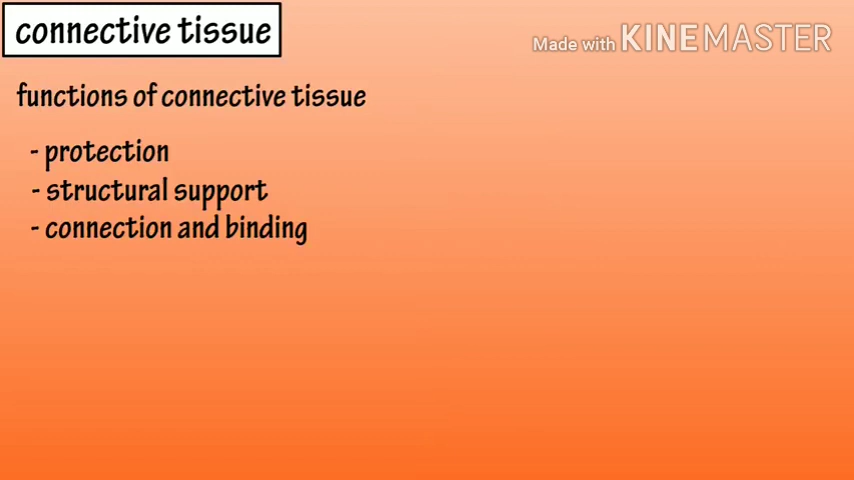 connective tissue
Made with KINEMASTER
functions of connective tissue
- protection
- structural support
- connection and binding